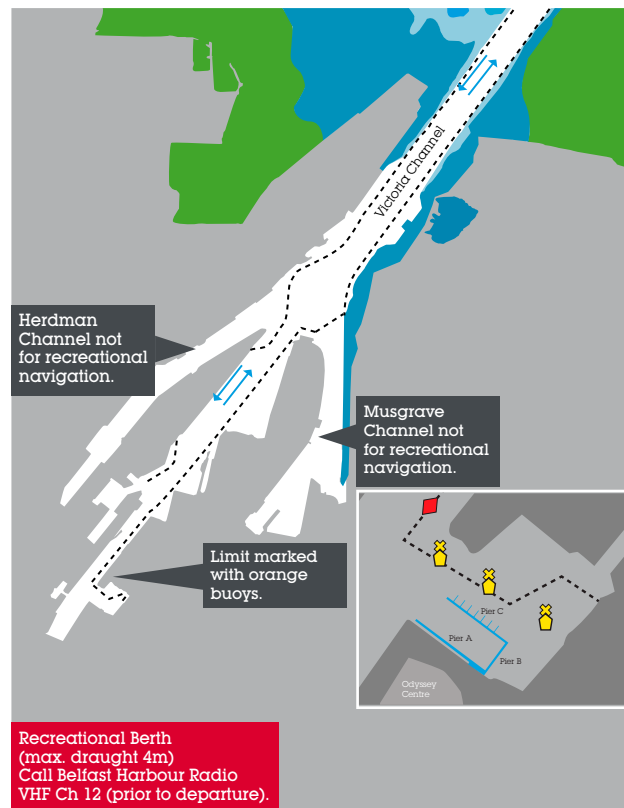 Victoria Channel
Herdman
Channel not
for recreational
navigation.
Musgrave
Channel not
for recreational
navigation.
Limit marked
with orange
buoys.
Pier C
Pier A
Pier B
Odyssey
Centre
Recreational Berth
(max. draught 4m)
Call Belfast Harbour Radio
VHF Ch 12 (prior to departure).